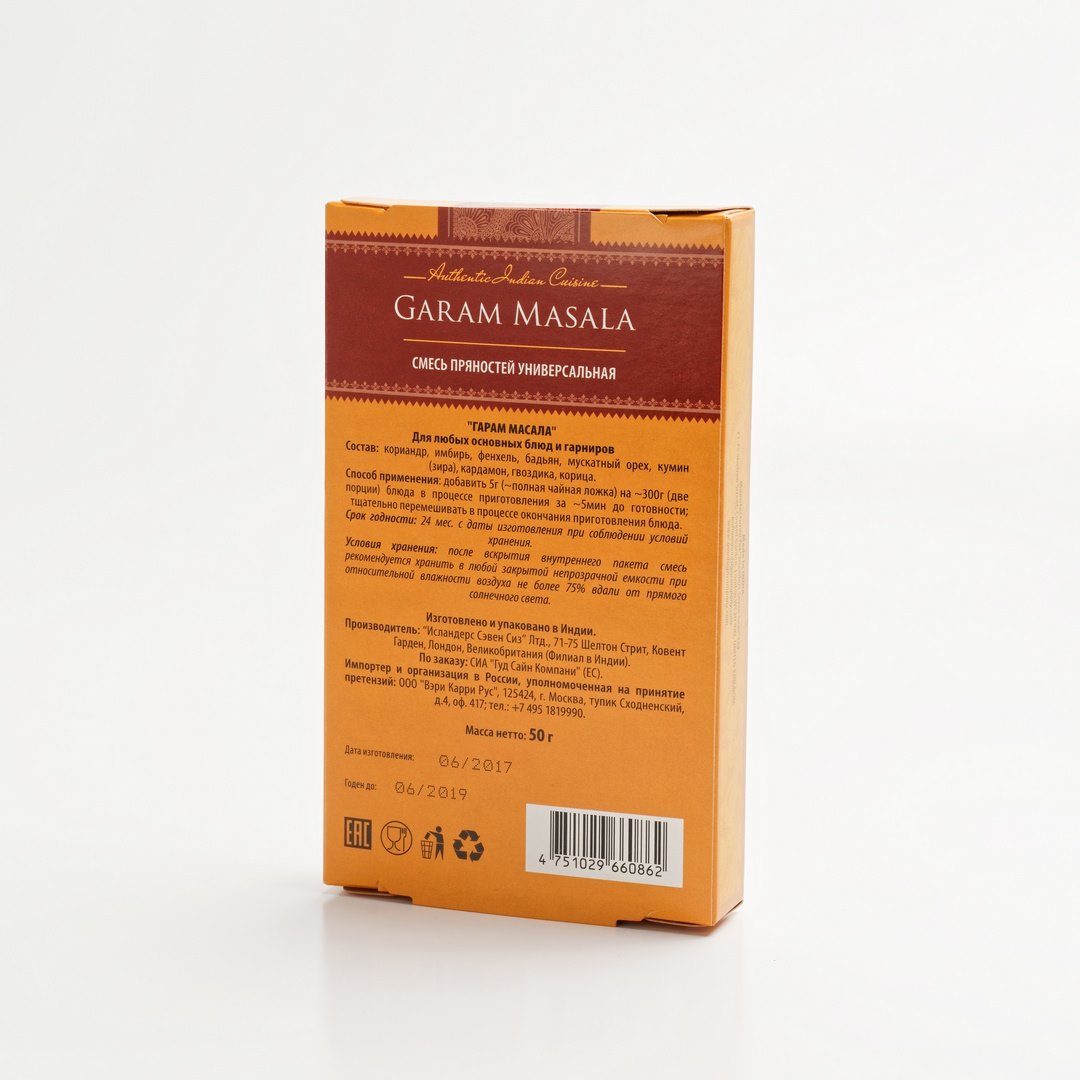 Authentic Indian Cuisine
GARAM MASALA
СМЕСЬ ПРЯНОСТЕЙ УНИВЕРСАЛЬНАЯ
"ГАРАМ МАСАЛА"
Для любых основных блюд и гарниров
Состав: кориандр, имбирь, фенхель, бадьян, мускатный орех, кумин
(зира), кардамон, гвоздика, корица.
Способ применения: добавить 5г (~полная чайная ложка) на ~300г (две
порции) блюда в процессе приготовления за ~5мин до готовности;
тщательно перемешивать в процессе окончания приготовления блюда.
Срок годности: 24 мес. с даты изготовления при соблюдении условий
хранения.
Условия хранения: после вскрытия внутреннего пакета смесь
рекомендуется хранить в любой закрытой непрозрачной емкости при
относительной влажности воздуха не более 75% вдали от прямого
солнечного света.
Изготовлено и упаковано в Индии.
Производитель: "Исландерс Сэвен Сиз" Лтд., 71-75 Шелтон Стрит, Ковент
Гарден, Лондон, Великобритания (Филиал в Индии).
По заказу: СИА "Гуд Сайн Компани" (ЕС).
Импортер и организация в России, уполномоченная на принятие
претензий: ООО "Вэри Карри Рус", 125424, г. Москва, тупик Сходненский,
д.4, оф. 417; тел.: +7 495 1819990.
Масса нетто: 50 г
Дата изготовления: 06/2017
Годен до: 06/2019
EAC
4 751029 660862